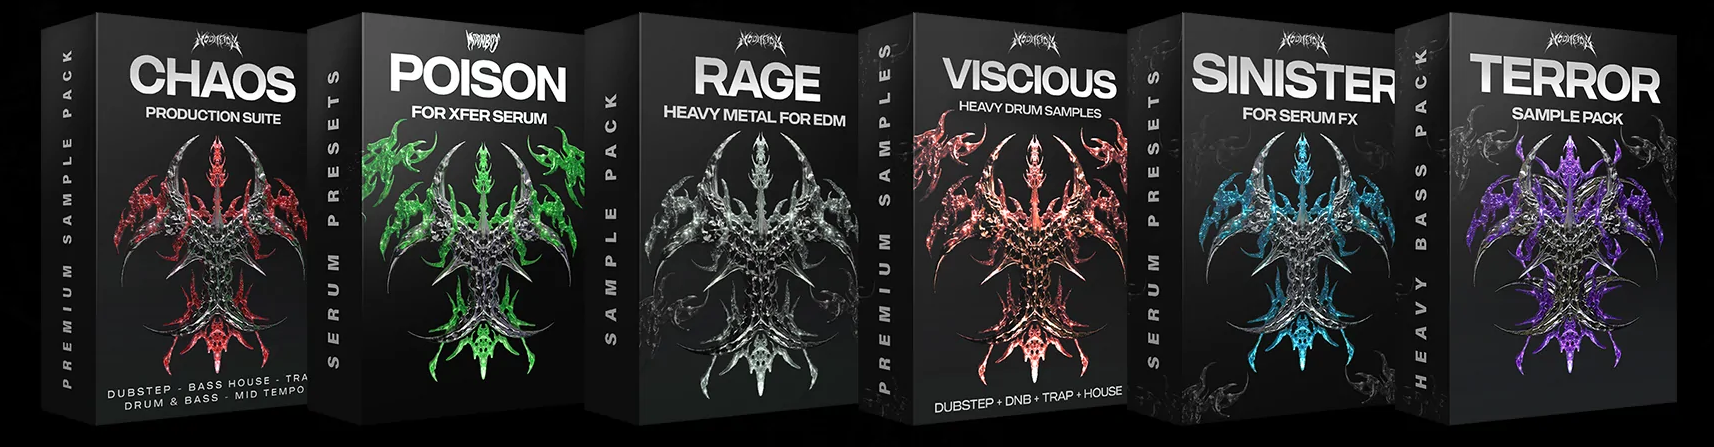 PREMIUM SAMPLE PACK
CHAOS
PRODUCTION SUITE
DUBSTEP - BASS HOUSE - TRA
DRUM & BASS - MID TEMPO
SERUM PRESETS
POISON
FOR XFER SERUM
SAMPLE PACK
RAGE
HEAVY METAL FOR EDM
PREMIUM SAMPLES
VISCIOUS
HEAVY DRUM SAMPLES
DUBSTEP + DNB + TRAP + HOUSE
SERUM PRESETS
SINISTER
FOR SERUM FX
HEAVY BASS PACK
TERROR
SAMPLE PACK